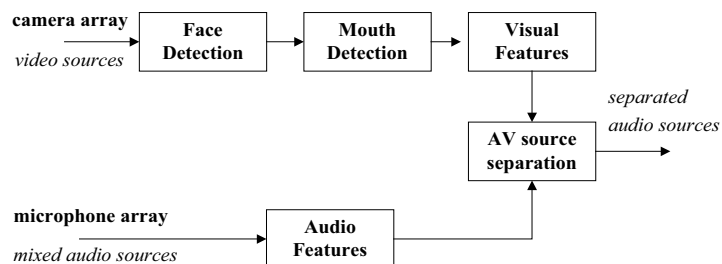 camera array
video sources
Face
Detection
Mouth
Detection
Visual
Features
separated
audio sources
AV source
separation
microphone array
mixed audio sources
Audio
Features